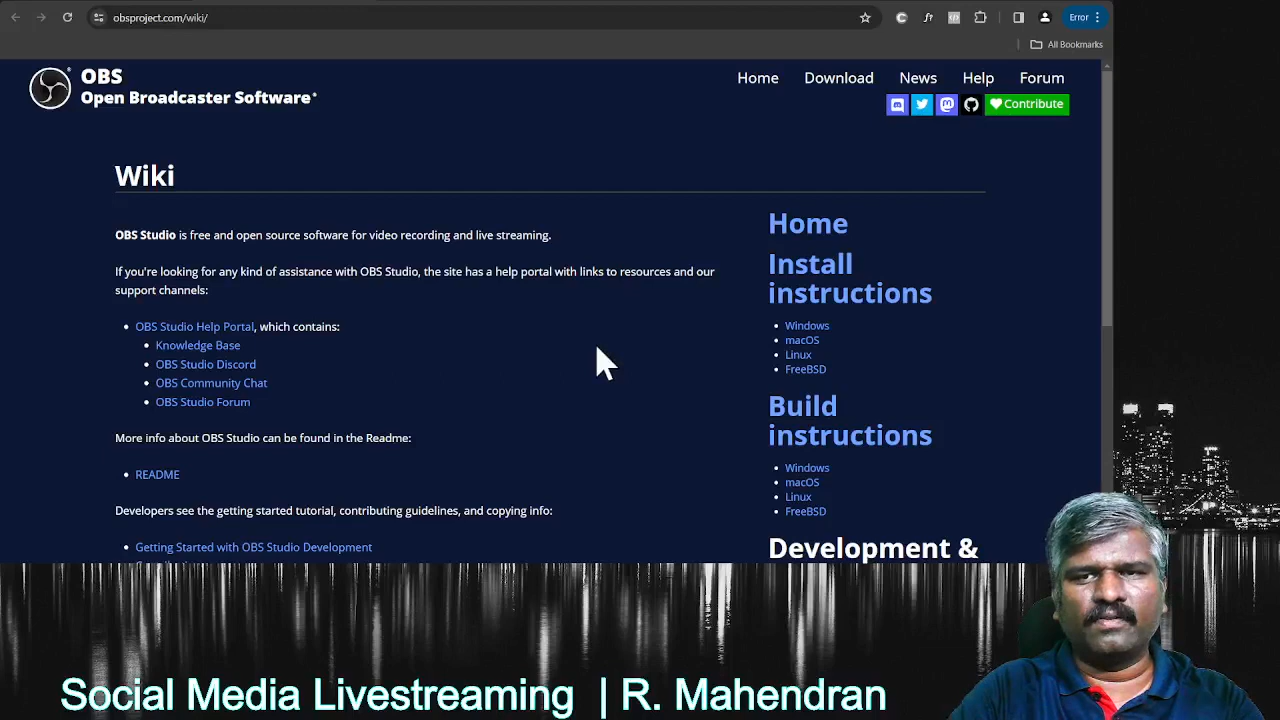 obsproject.com/wiki/
Error
All Bookmarks
OBS
Open Broadcaster Software
Home Download News Help Forum
Contribute
Wiki
OBS Studio is free and open source software for video recording and live streaming.
If you're looking for any kind of assistance with OBS Studio, the site has a help portal with links to resources and our
support channels:
OBS Studio Help Portal, which contains:
Knowledge Base
OBS Studio Discord
OBS Community Chat
OBS Studio Forum
More info about OBS Studio can be found in the Readme:
README
Developers see the getting started tutorial, contributing guidelines, and copying info:
Getting Started with OBS Studio Development
Home
Install
instructions
Windows
macOS
Linux
FreeBSD
Build
instructions
Windows
macOS
Linux
FreeBSD
Development &
Social Media Livestreaming | R. Mahendran